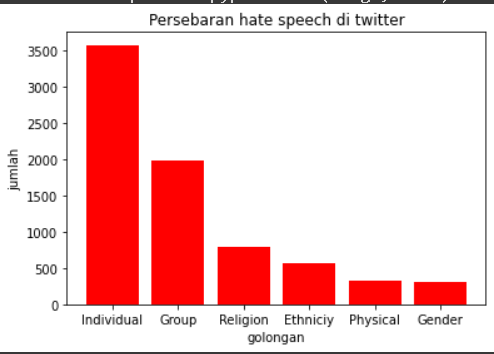 Persebaran hate speech di twitter
jumlah
3500
3000
2500
2000
1500
1000
500
0
Individual Group Religion Ethniciy Physical Gender
golongan